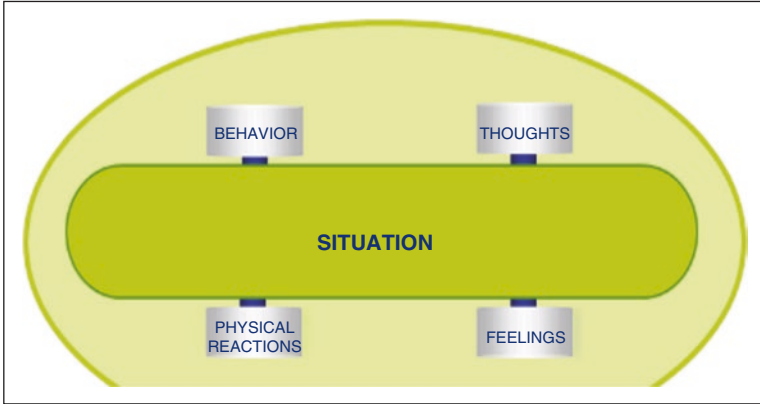 BEHAVIOR
THOUGHTS
SITUATION
PHYSICAL
REACTIONS
FEELINGS